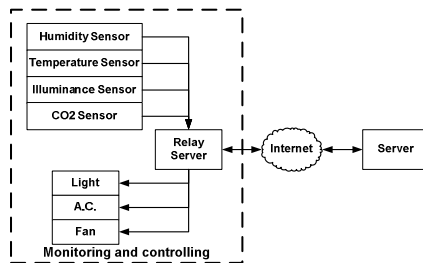 Humidity Sensor
Temperature Sensor
Illuminance Sensor
CO2 Sensor
Relay
Server
Internet
Server
Light
A.C.
Fan
Monitoring and controlling